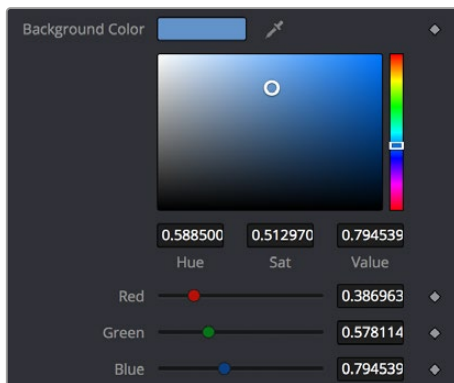 Background Color
0.588500 0.512970 0.794539
Hue Sat Value
Red 0.386963
Green 0.578114
Blue 0.794539